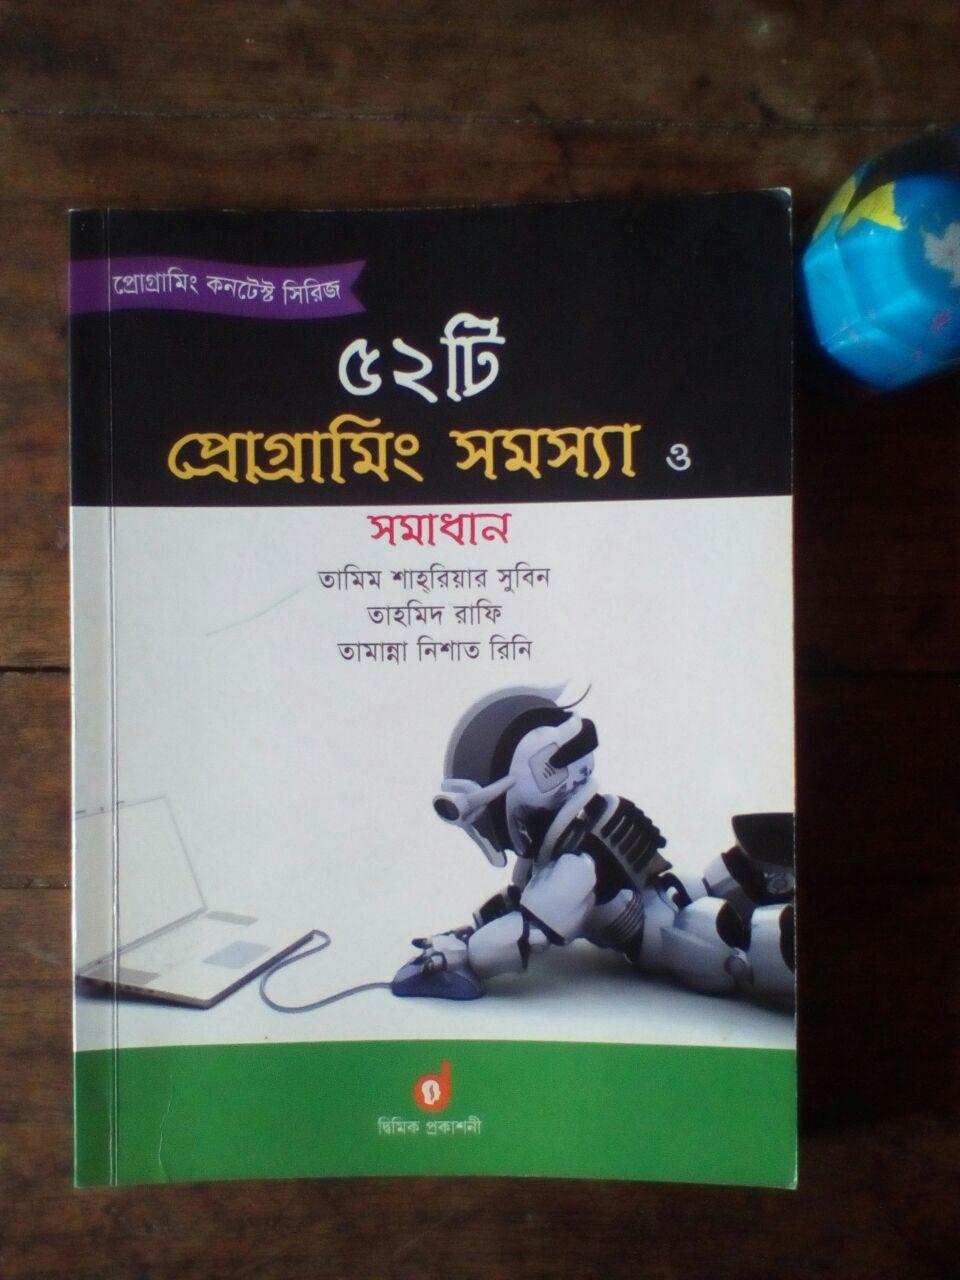 প্রোগ্রামিং কনটেস্ট সিরিজ
৫২টি
প্রোগ্রামিং সমস্যা ও
সমাধান
তামিম শাহ্‌রিয়ার সুবিন
তাহমিদ রাফি
তামান্না নিশাত রিনি
দ্বিমিক প্রকাশনী